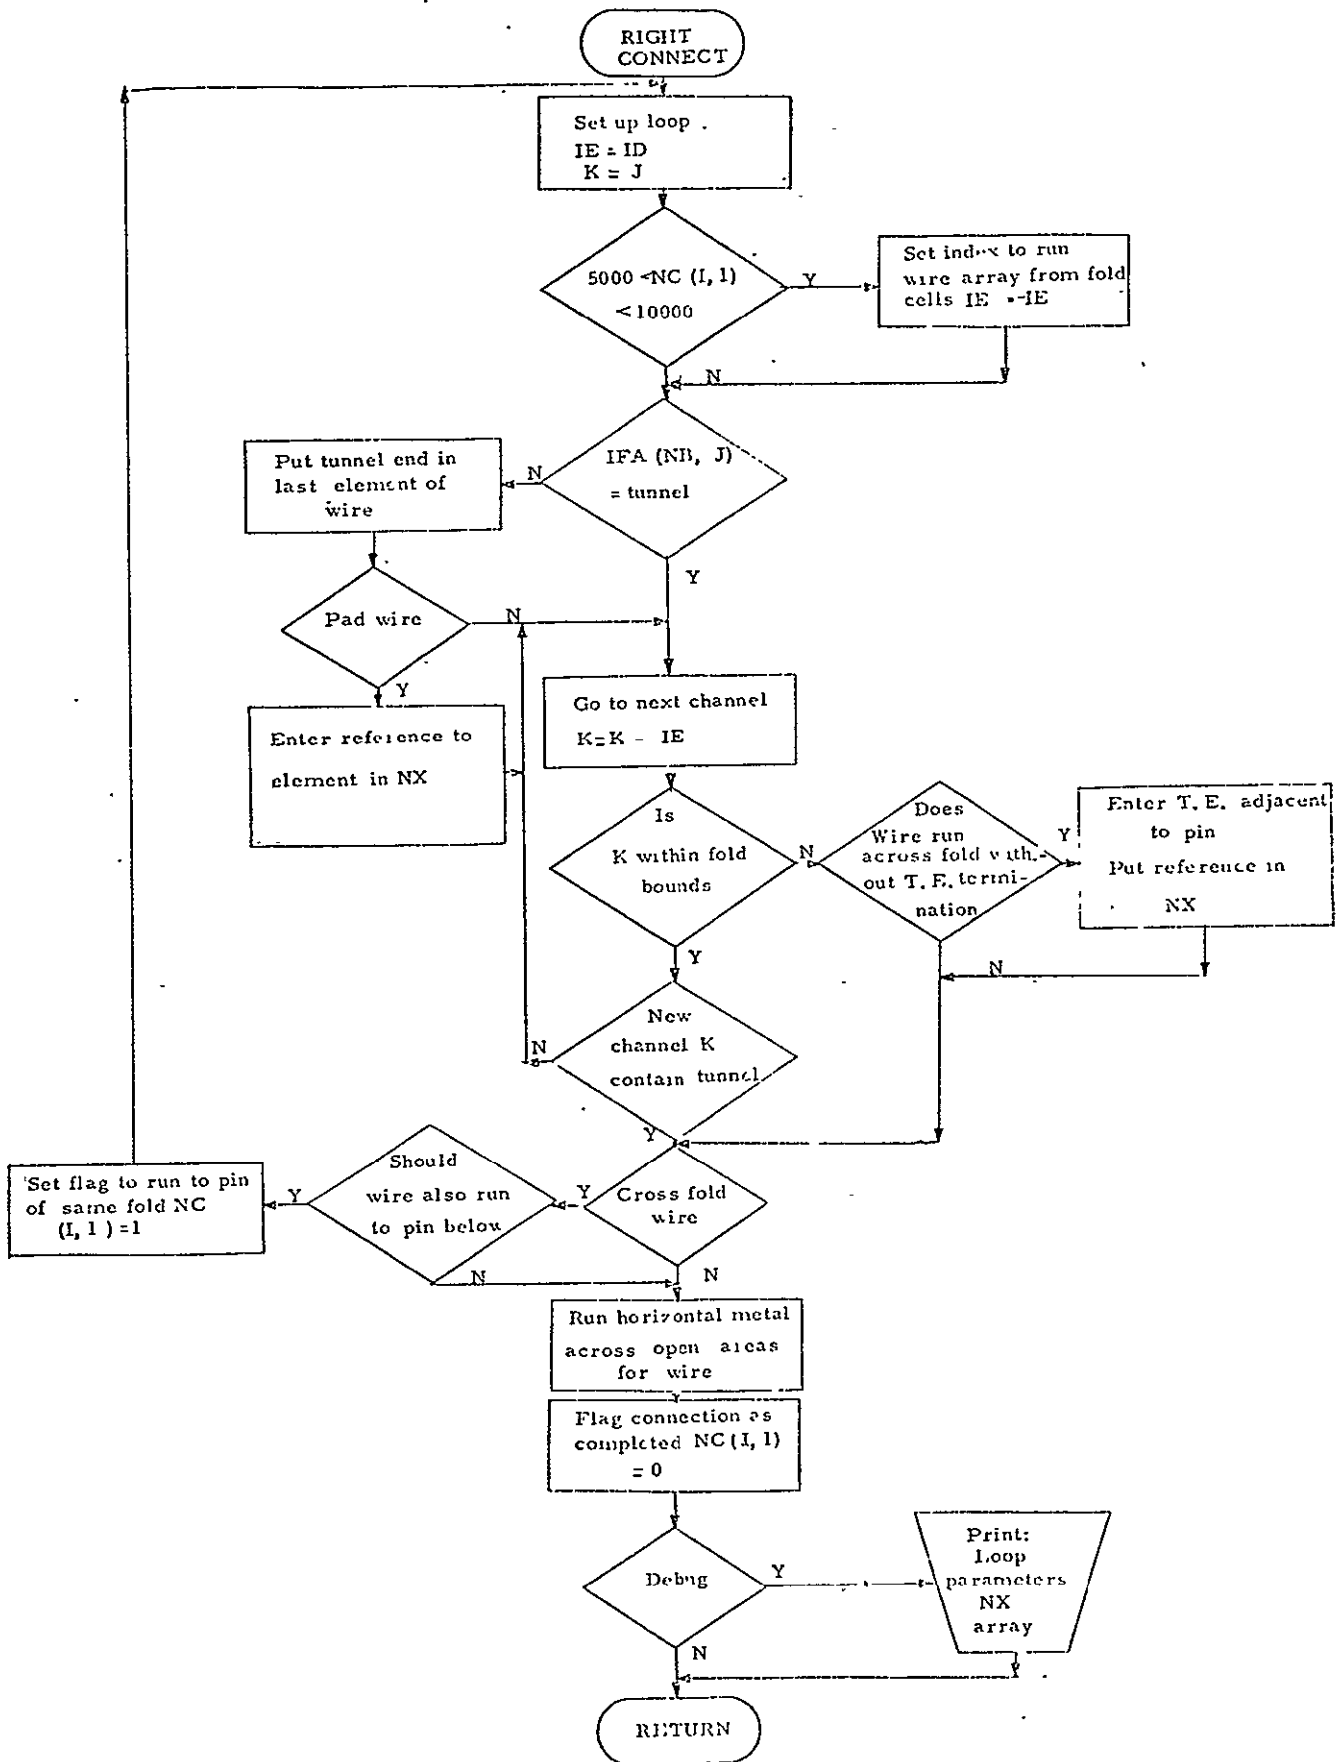 RIGHT
CONNECT
Set up loop .
IE = ID
K = J
5000 <NC (I, 1)
<10000
Y
Set index to run
wire array from fold
cells IE = -IE
N
IFA (NB, J)
= tunnel
N
Put tunnel end in
last element of
wire
Y
Pad wire
N
Y
Enter reference to
element in NX
Go to next channel
K=K - IE
Is
K within fold
bounds
N
Does
Wire run
across fold with-
out T.E. termi-
nation
Y
Enter T.E. adjacent
to pin
Put reference in
NX
N
Y
New
channel K
contain tunnel
N
Y
Cross fold
wire
Y
Should
wire also run
to pin below
Y
Set flag to run to pin
of same fold NC
(I, 1) =1
N
N
Run horizontal metal
across open areas
for wire
Flag connection as
completed NC (I, 1)
= 0
Debug
Y
Print:
Loop
parameters
NX
array
N
RETURN